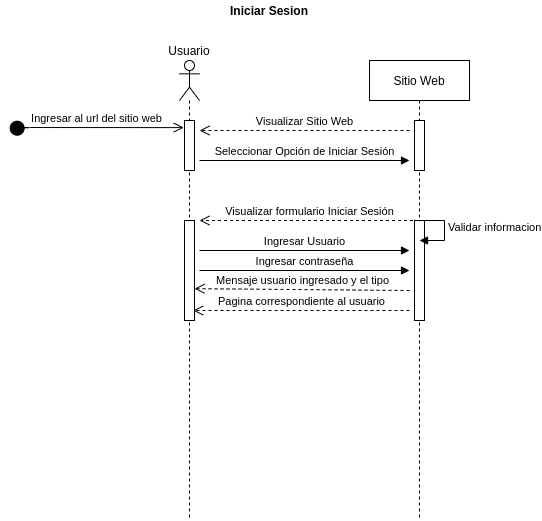 Iniciar Sesion
Usuario
Sitio Web
Ingresar al url del sitio web
Visualizar Sitio Web
Seleccionar Opción de Iniciar Sesión
Visualizar formulario Iniciar Sesión
Validar informacion
Ingresar Usuario
Ingresar contraseña
Mensaje usuario ingresado y el tipo
Pagina correspondiente al usuario